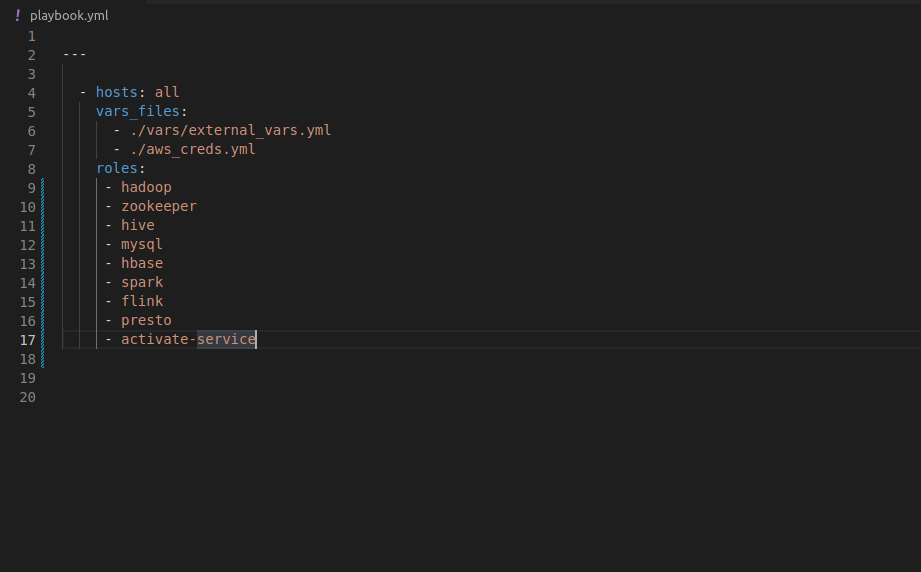 ! playbook.yml
1
2 ---
3
4 - hosts: all
5 vars_files:
6 - ./vars/external_vars.yml
7 - ./aws_creds.yml
8 roles:
9 - hadoop
10 - zookeeper
11 - hive
12 - mysql
13 - hbase
14 - spark
15 - flink
16 - presto
17 - activate-service
18
19
20